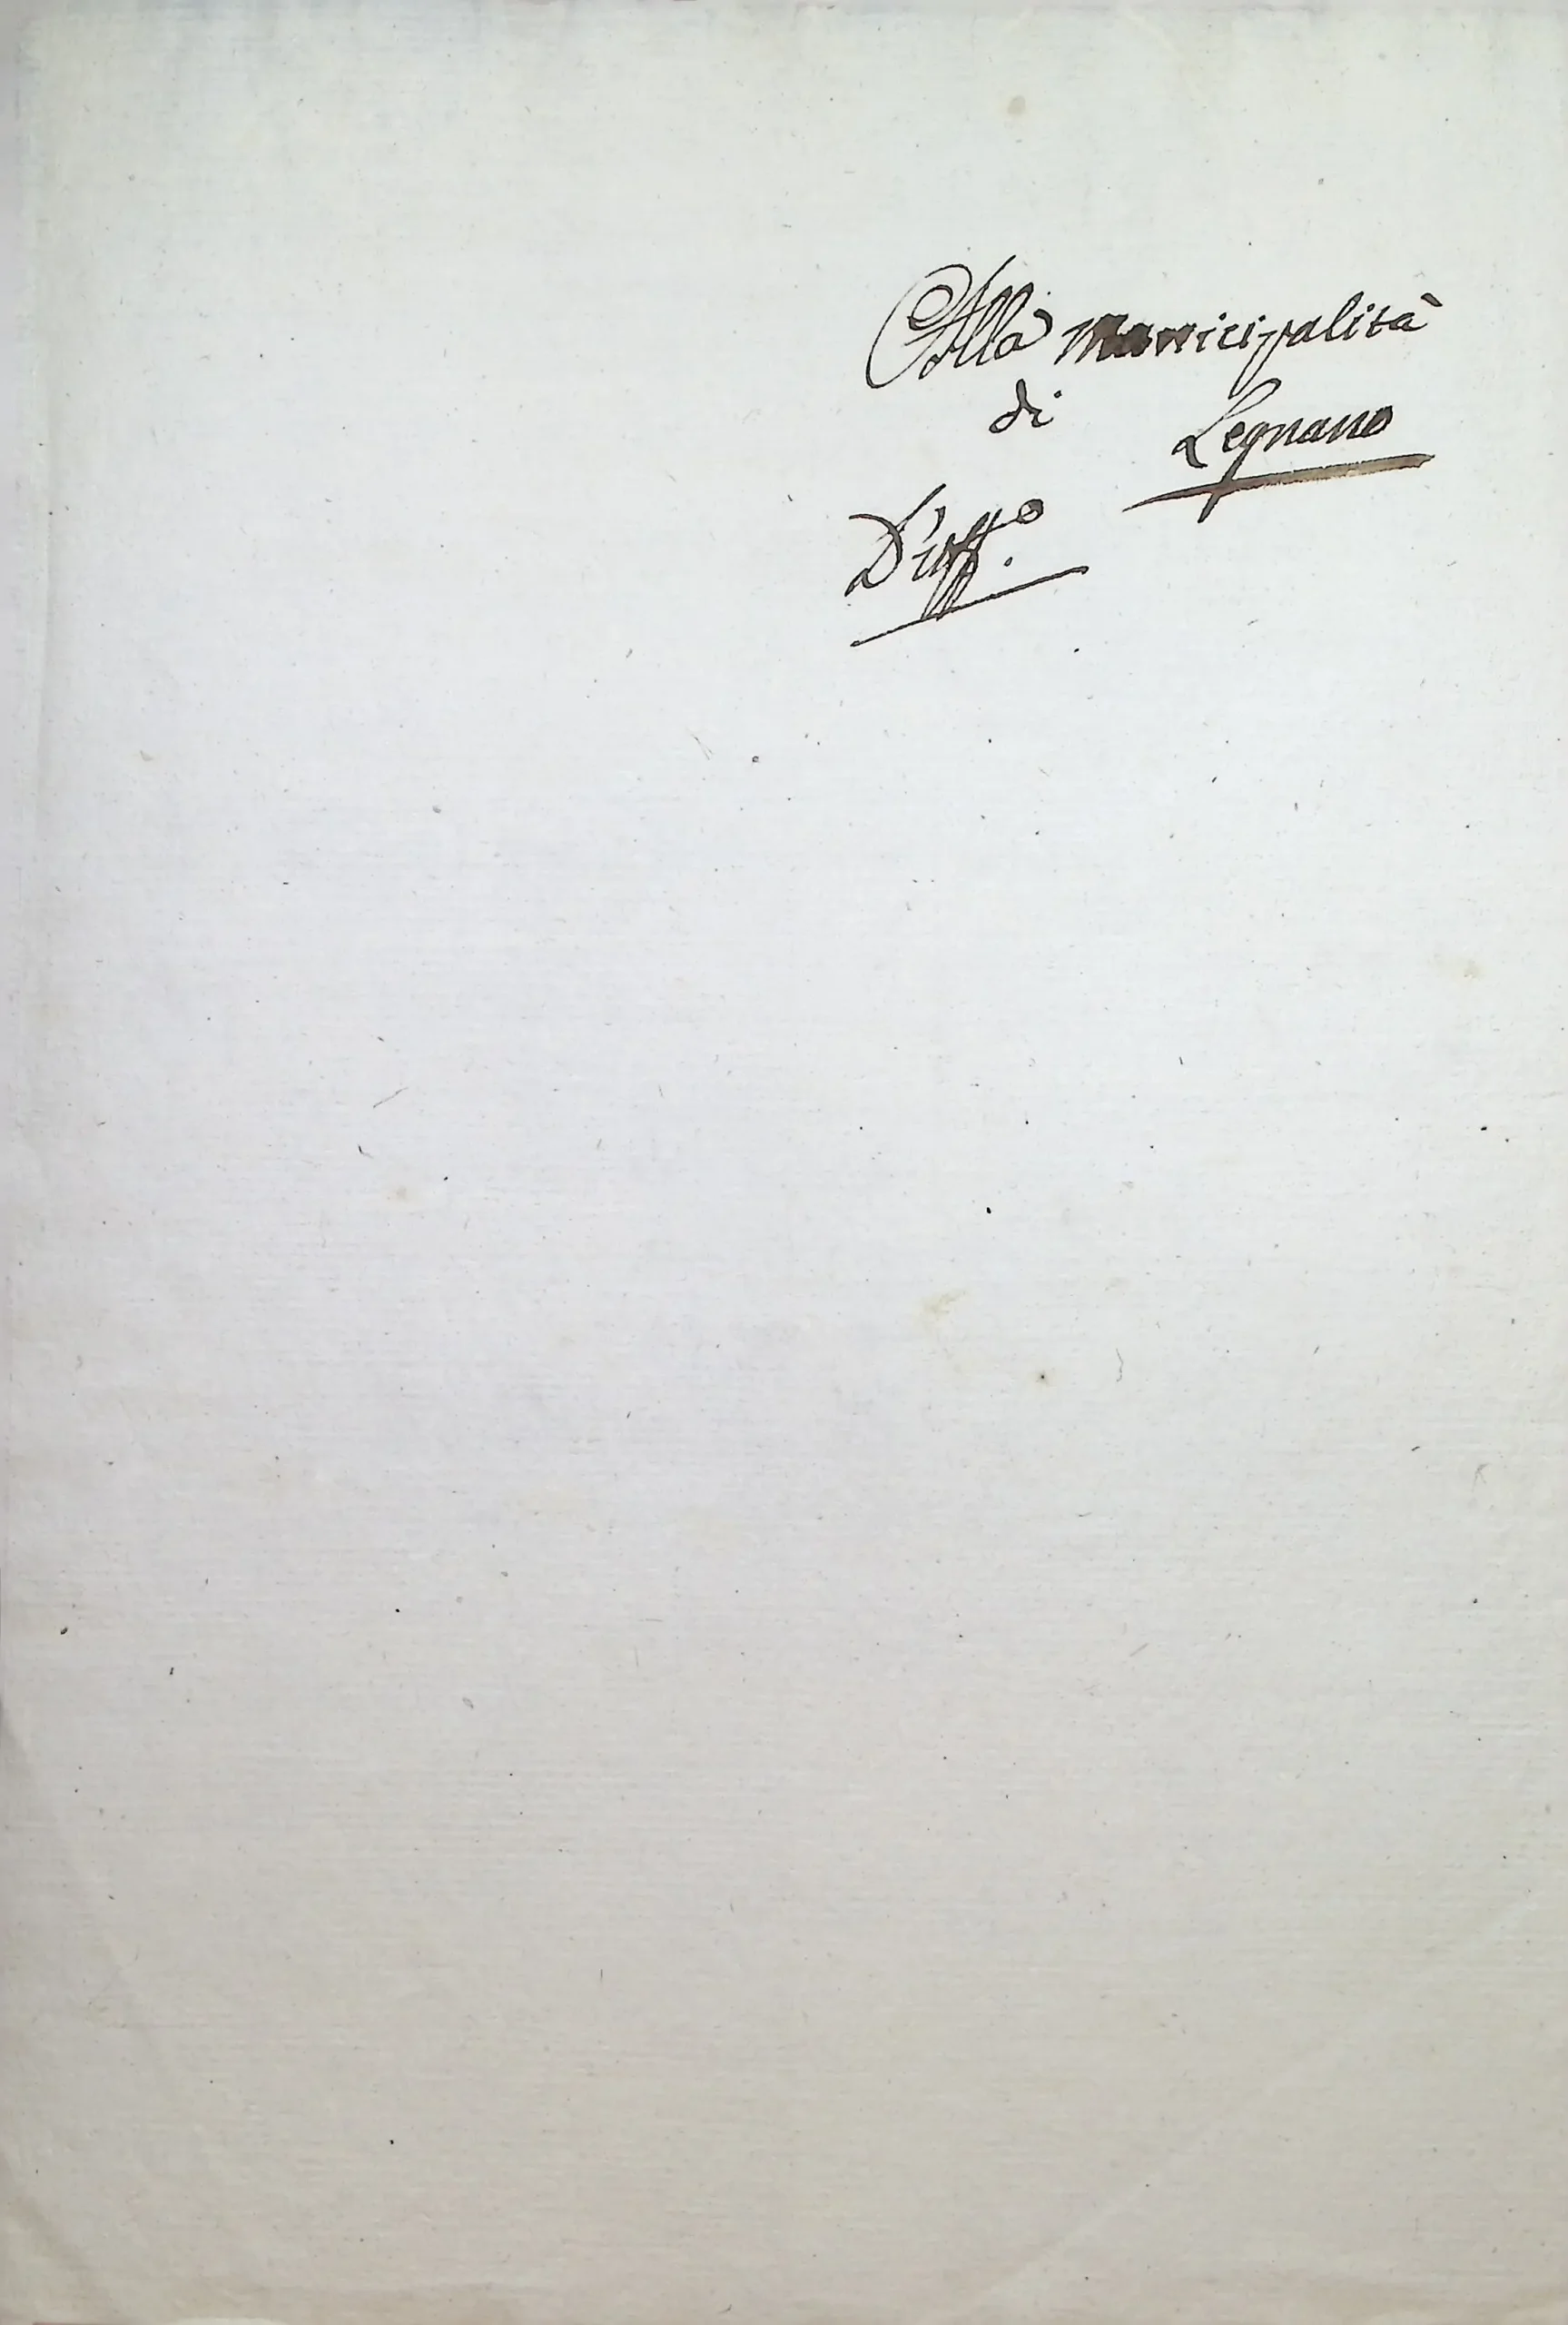 Alla Municipalità
di Legnano
D'uff.o